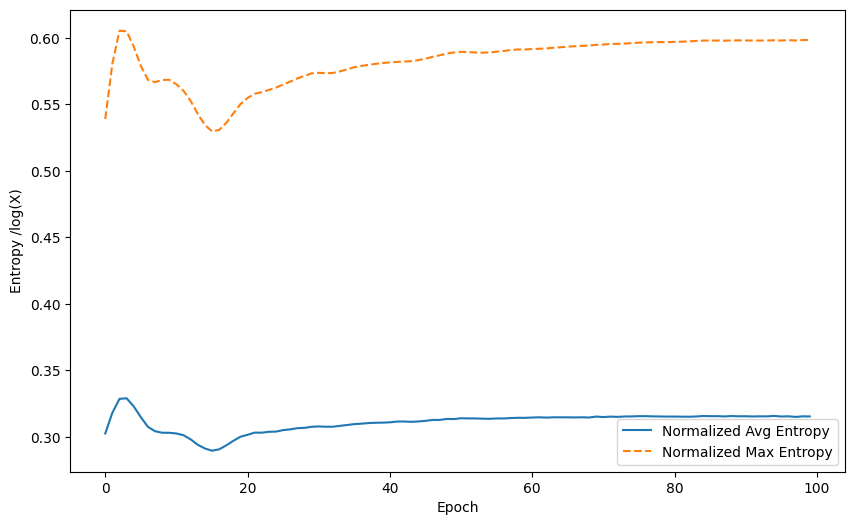 0.60
0.55
0.50
0.45
0.40
0.35
0.30
Entropy /log(X)
0 20 40 60 80 100
Epoch
Normalized Avg Entropy
Normalized Max Entropy